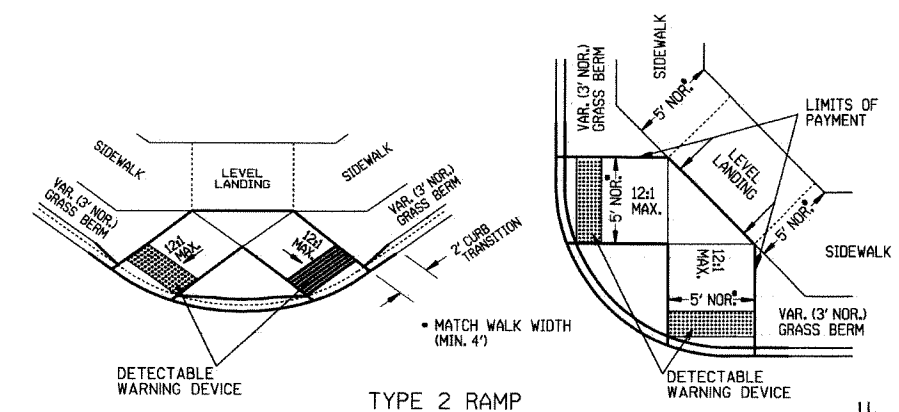 SIDEWALK
LEVEL
LANDING
SIDEWALK
VAR. (3' NOR.)
GRASS BERM
12:1
MAX.
12:1
MAX.
VAR. (3' NOR.)
GRASS BERM
2' CURB
TRANSITION
• MATCH WALK WIDTH
(MIN. 4')
DETECTABLE
WARNING DEVICE
TYPE 2 RAMP
VAR. (3' NOR.)
GRASS BERM
SIDEWALK
5' NOR.•
LIMITS OF
PAYMENT
LEVEL
LANDING
5' NOR.•
12:1
MAX.
5' NOR.•
SIDEWALK
12:1
MAX.
5' NOR.•
VAR. (3' NOR.)
GRASS BERM
DETECTABLE
WARNING DEVICE